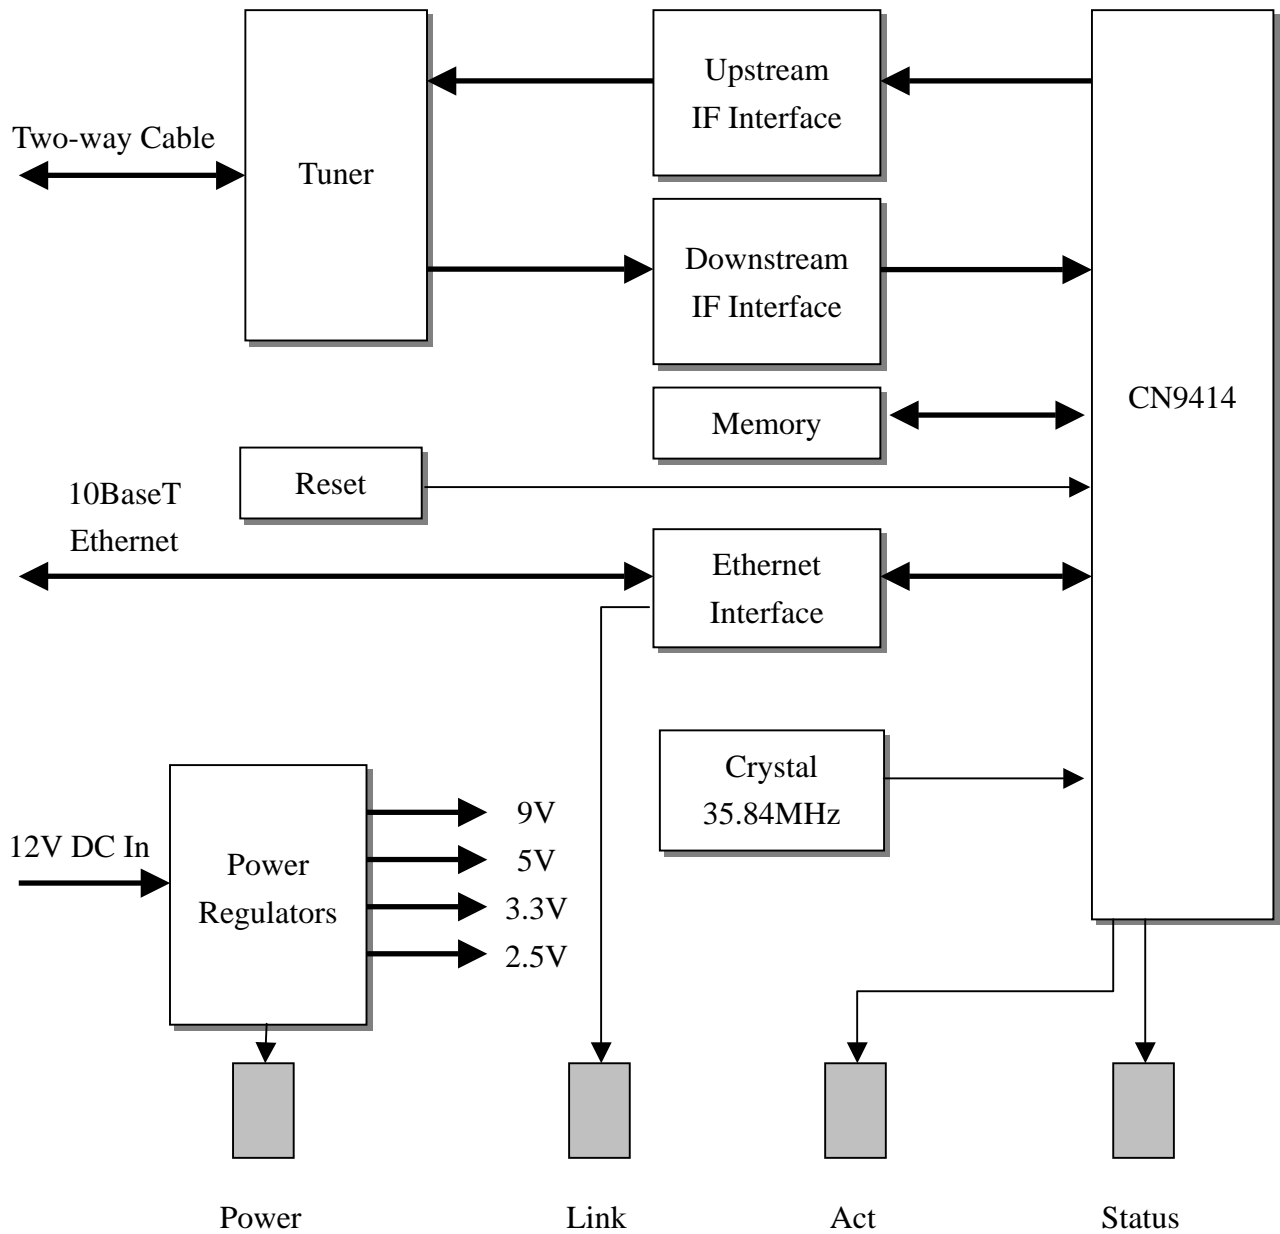 Upstream
IF Interface
Two-way Cable
Tuner
Downstream
IF Interface
CN9414
Memory
Reset
10BaseT
Ethernet
Ethernet
Interface
Crystal
35.84MHz
12V DC In
Power
Regulators
9V
5V
3.3V
2.5V
Power
Link
Act
Status